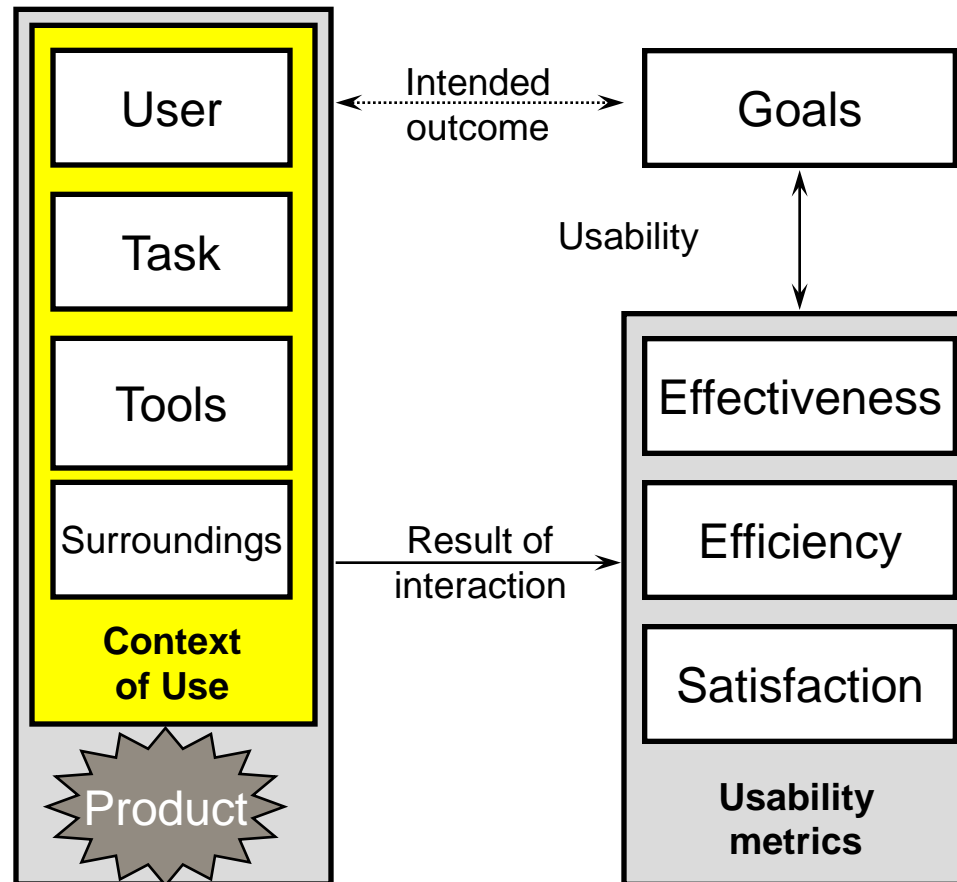 User
Intended
outcome
Goals
Task
Usability
Tools
Effectiveness
Surroundings
Result of
interaction
Efficiency
Context
of Use
Satisfaction
Product
Usability
metrics